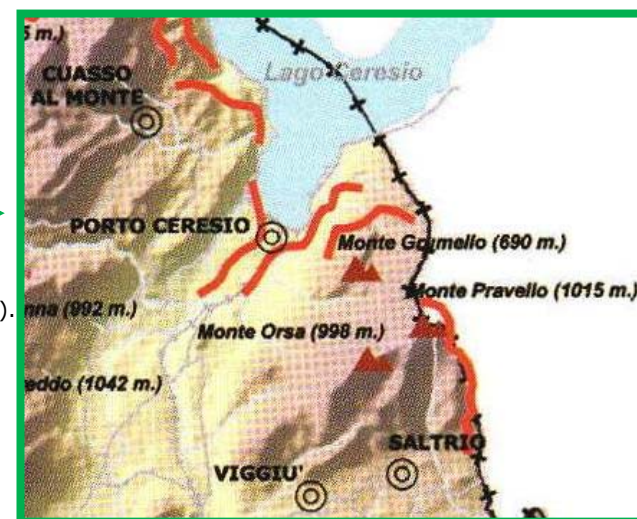 5 m.)
CUASSO
AL MONTE
Lago Ceresio
PORTO CERESIO
Monte Grumello (690 m.)
nna (992 m.)
Monte Pravello (1015 m.)
).
Monte Orsa (998 m.)
eddo (1042 m.)
SALTRIO
VIGGIU'